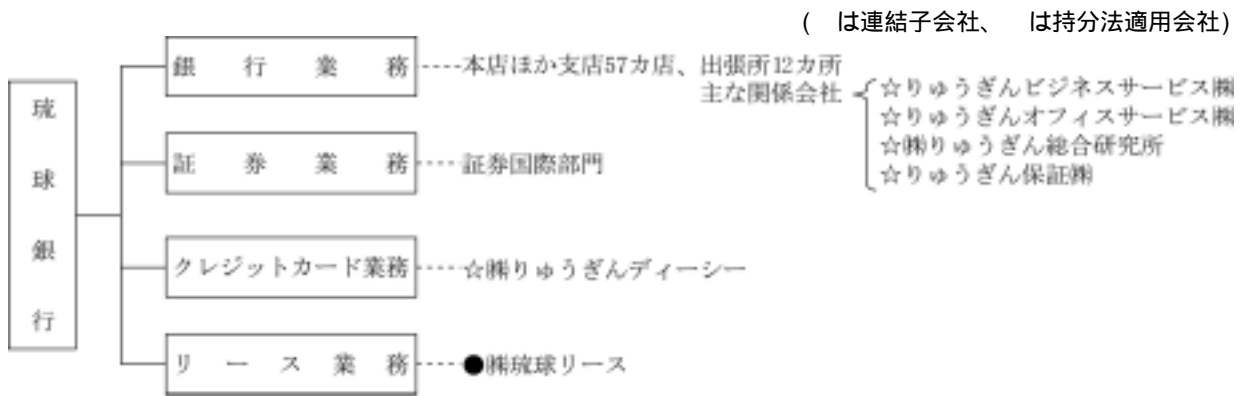 ( は連結子会社、 は持分法適用会社)
琉球銀行
銀行業務 本店ほか支店57カ店、出張所12カ所
主な関係会社
☆りゅうぎんビジネスサービス㈱
☆りゅうぎんオフィスサービス㈱
☆㈱りゅうぎん総合研究所
☆りゅうぎん保証㈱
証券業務 証券国際部門
クレジットカード業務 ☆㈱りゅうぎんディーシー
リース業務 ●㈱琉球リース